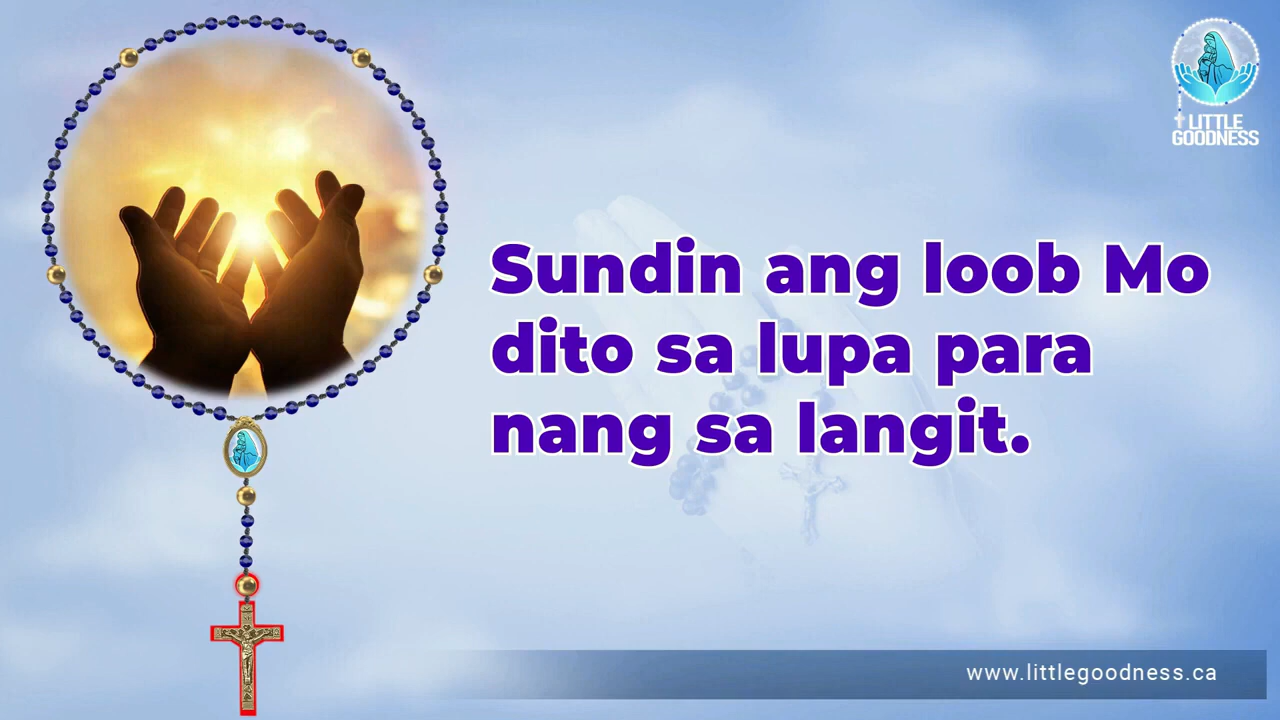 LITTLE
GOODNESS
Sundin ang loob Mo
dito sa lupa para
nang sa langit.
www.littlegoodness.ca